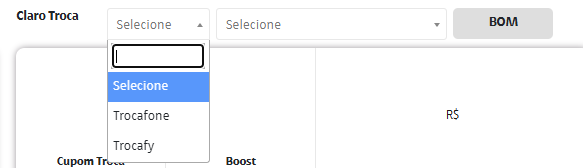 Claro Troca Selecione Selecione BOM
Selecione
Trocafone
R$
Trocafy
Cupom Troca Boost